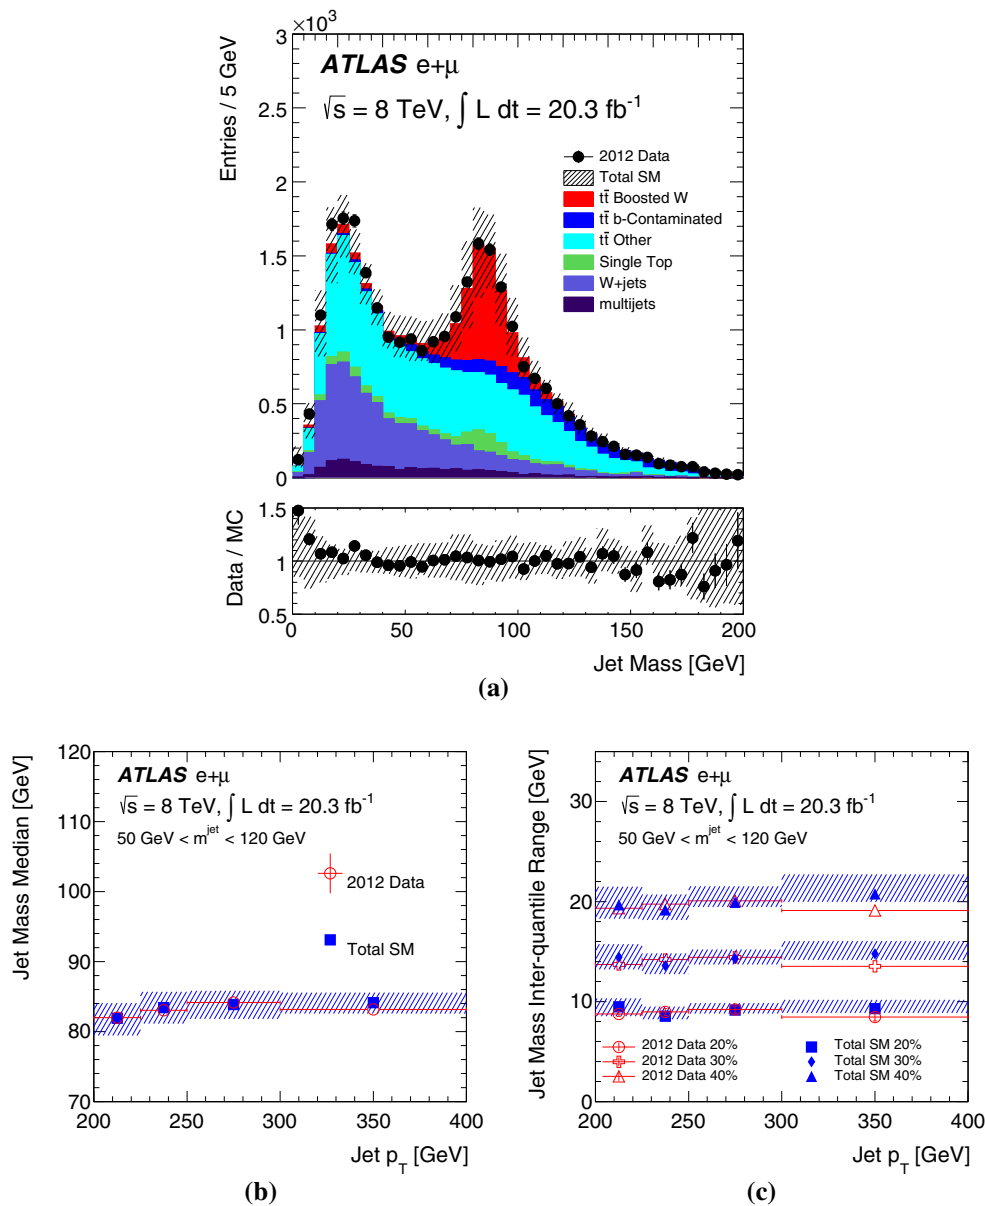 ×10³
3
2.5
2
1.5
1
0.5
0
Entries / 5 GeV
ATLAS e+μ
√s = 8 TeV, ∫ L dt = 20.3 fb⁻¹
2012 Data
Total SM
tt̄ Boosted W
tt̄ b-Contaminated
tt̄ Other
Single Top
W+jets
multijets
1.5
1
0.5
Data / MC
0 50 100 150 200
Jet Mass [GeV]
(a)
120
110
100
90
80
70
Jet Mass Median [GeV]
ATLAS e+μ
√s = 8 TeV, ∫ L dt = 20.3 fb⁻¹
50 GeV < m^jet < 120 GeV
2012 Data
Total SM
200 250 300 350 400
Jet p_T [GeV]
(b)
30
20
10
0
Jet Mass Inter-quantile Range [GeV]
ATLAS e+μ
√s = 8 TeV, ∫ L dt = 20.3 fb⁻¹
50 GeV < m^jet < 120 GeV
2012 Data 20% Total SM 20%
2012 Data 30% Total SM 30%
2012 Data 40% Total SM 40%
200 250 300 350 400
Jet p_T [GeV]
(c)